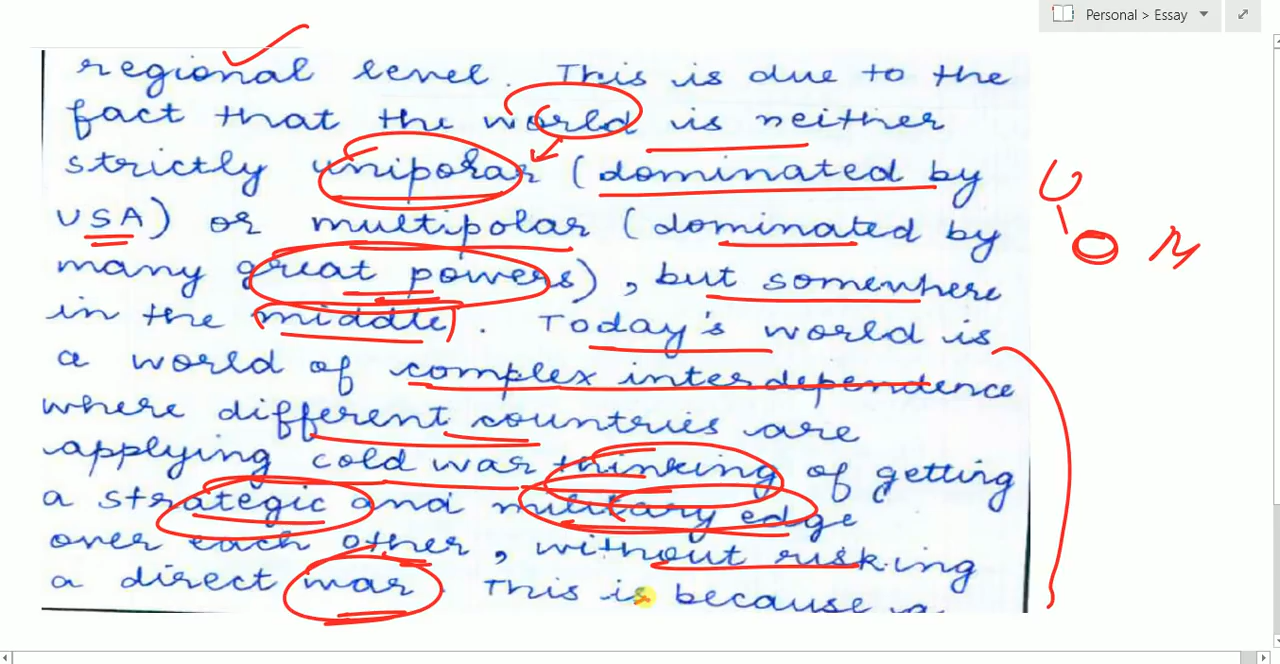 Personal > Essay
regional level. This is due to the
fact that the world is neither
strictly unipolar (dominated by
USA) or multipolar (dominated by
many great powers), but somewhere
in the middle. Today's world is
a world of complex interdependence
where different countries are
applying cold war thinking of getting
a strategic and military edge
over each other, without risking
a direct war. This is because
U
O M